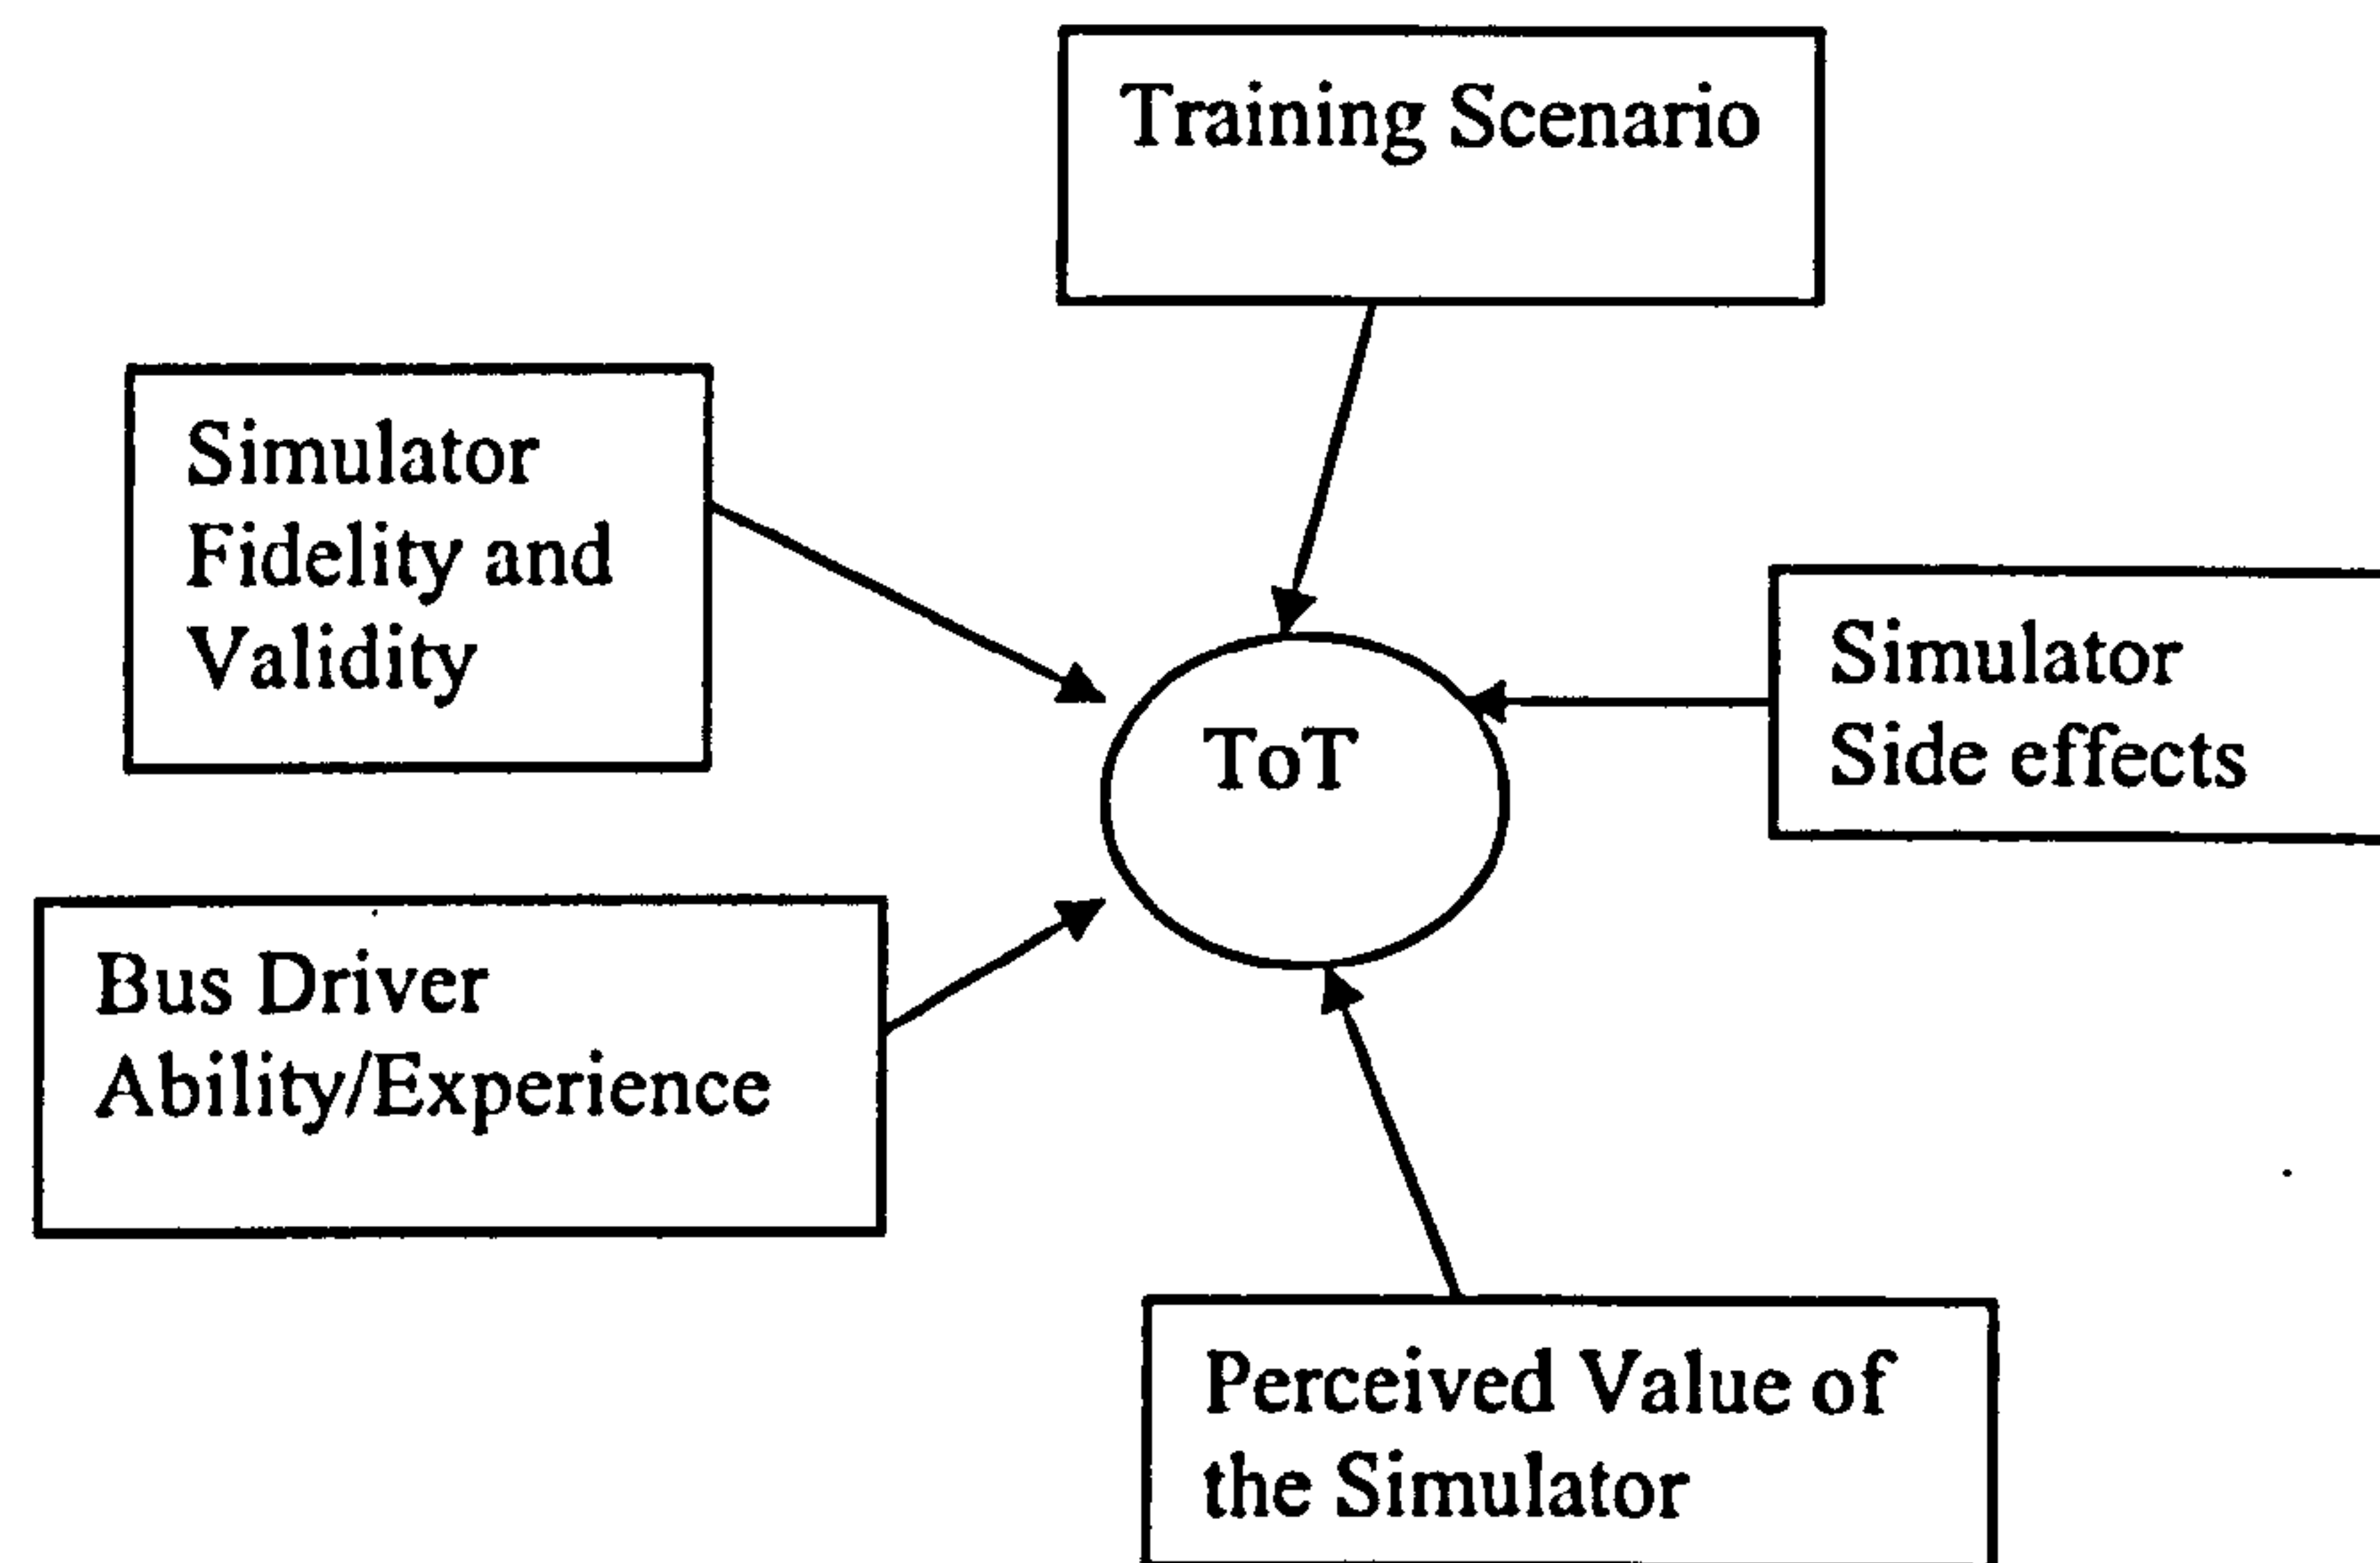 Training Scenario
Simulator
Fidelity and
Validity
Simulator
Side effects
ToT
Bus Driver
Ability/Experience
Perceived Value of
the Simulator